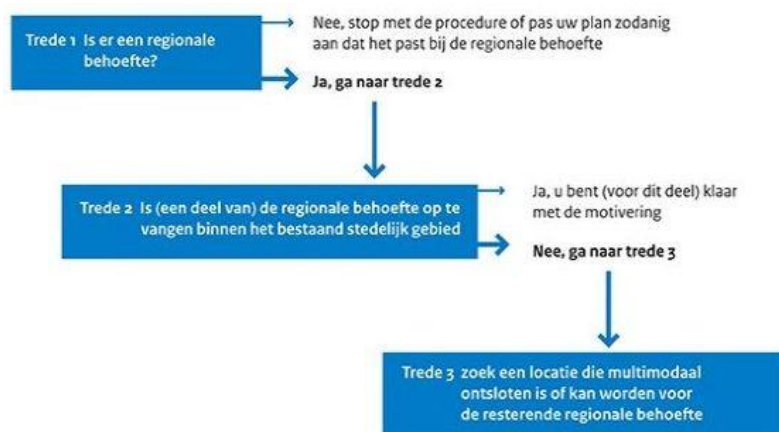 Trede 1 Is er een regionale
behoefte?
Nee, stop met de procedure of pas uw plan zodanig
aan dat het past bij de regionale behoefte
Ja, ga naar trede 2
Trede 2 Is (een deel van) de regionale behoefte op te
vangen binnen het bestaand stedelijk gebied
Ja, u bent (voor dit deel) klaar
met de motivering
Nee, ga naar trede 3
Trede 3 zoek een locatie die multimodaal
ontsloten is of kan worden voor
de resterende regionale behoefte